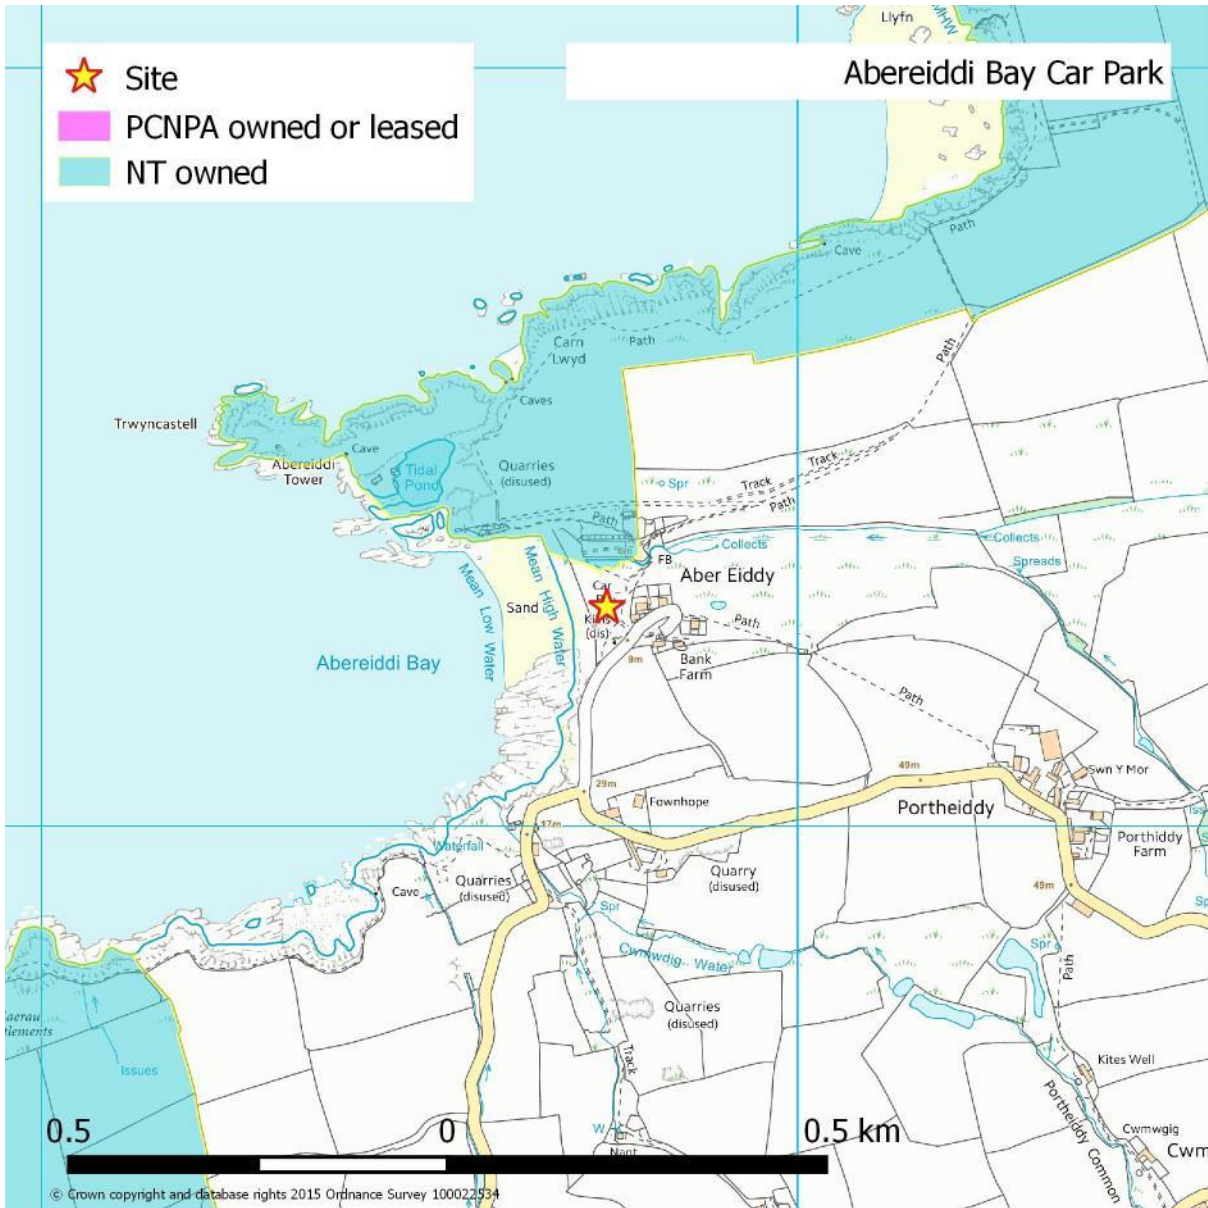 Llyfn
MHW
Site
Abereiddi Bay Car Park
PCNPA owned or leased
NT owned
Path
Cave
Carn
Lwyd
Path
Path
Caves
Trwyncastell
Cave
Abereiddi
Tower
Tidal
Pond
Quarries
(disused)
Track
Track
Spr
Path
Path
Collects
Collects
FB
Spreads
Aber Eiddy
Mean High Water
Mean Low Water
Sand
Car
(dis)
Path
Abereiddi Bay
9m
Bank
Farm
Path
Swn Y Mor
49m
29m
Fownhope
Portheiddy
17m
Waterfall
Porthiddy
Farm
Quarries
(disused)
Quarry
(disused)
Cave
49m
Spr
Cwmwdig Water
Spr
Path
Quarries
(disused)
Issues
Track
Kites Well
Portheiddy Common
Cwmwgig
W
Nant
0.5
0
0.5 km
© Crown copyright and database rights 2015 Ordnance Survey 100022534